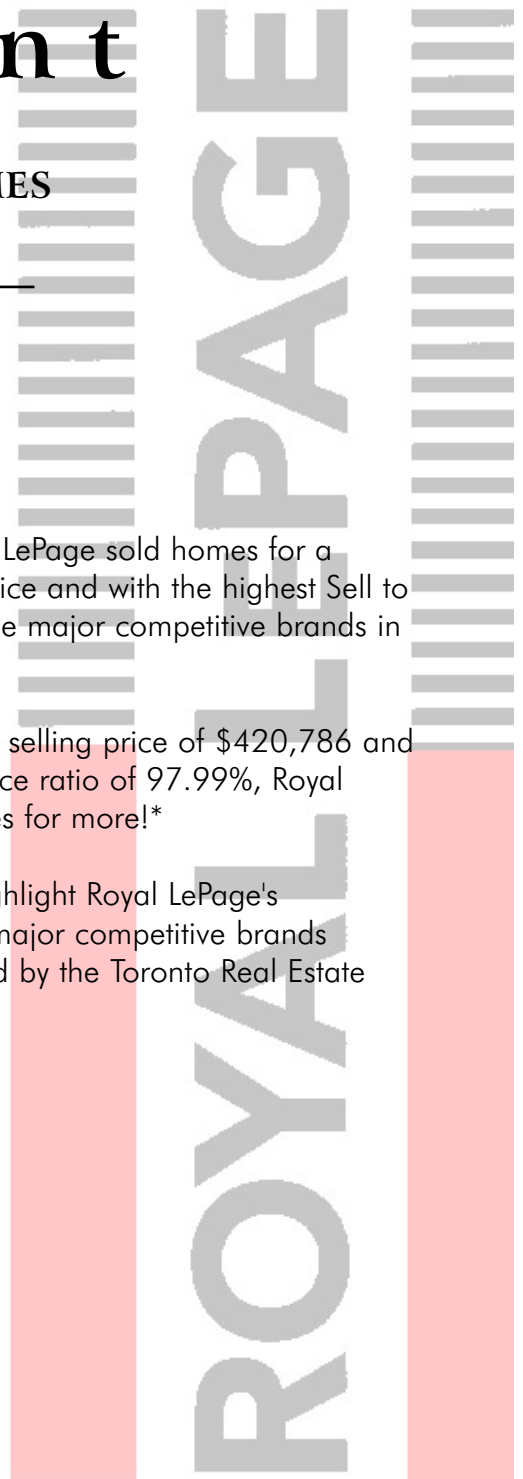 n t
IES
LePage sold homes for a
ice and with the highest Sell to
e major competitive brands in
selling price of $420,786 and
ce ratio of 97.99%, Royal
es for more!*
ghlight Royal LePage's
major competitive brands
d by the Toronto Real Estate
ROYAL LEPAGE